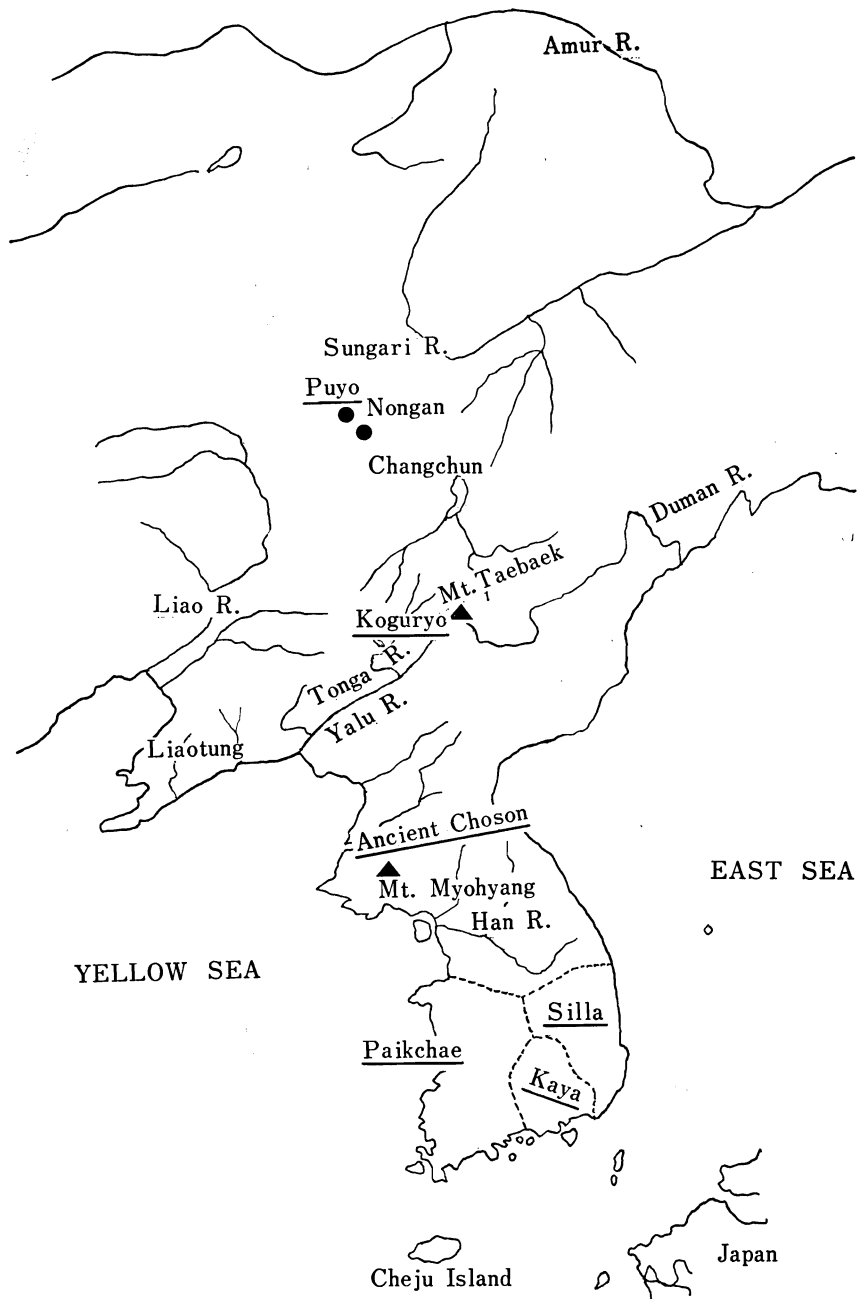 Amur R.
Sungari R.
Puyo
Nongan
Changchun
Duman R.
Mt. Taebaek
Liao R.
Koguryo
Tonga R.
Yalu R.
Liaotung
Ancient Choson
EAST SEA
Mt. Myohyang
Han R.
YELLOW SEA
Silla
Paikchae
Kaya
Japan
Cheju Island